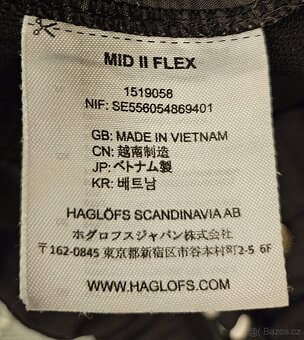 MID II FLEX
1519058
NIF: SE556054869401
GB: MADE IN VIETNAM
CN: 越南制造
JP: ベトナム製
KR: 베트남
HAGLÖFS SCANDINAVIA AB
ホグロフスジャパン株式会社
〒162-0845 東京都新宿区市谷本村町2-5 6F
WWW.HAGLOFS.COM